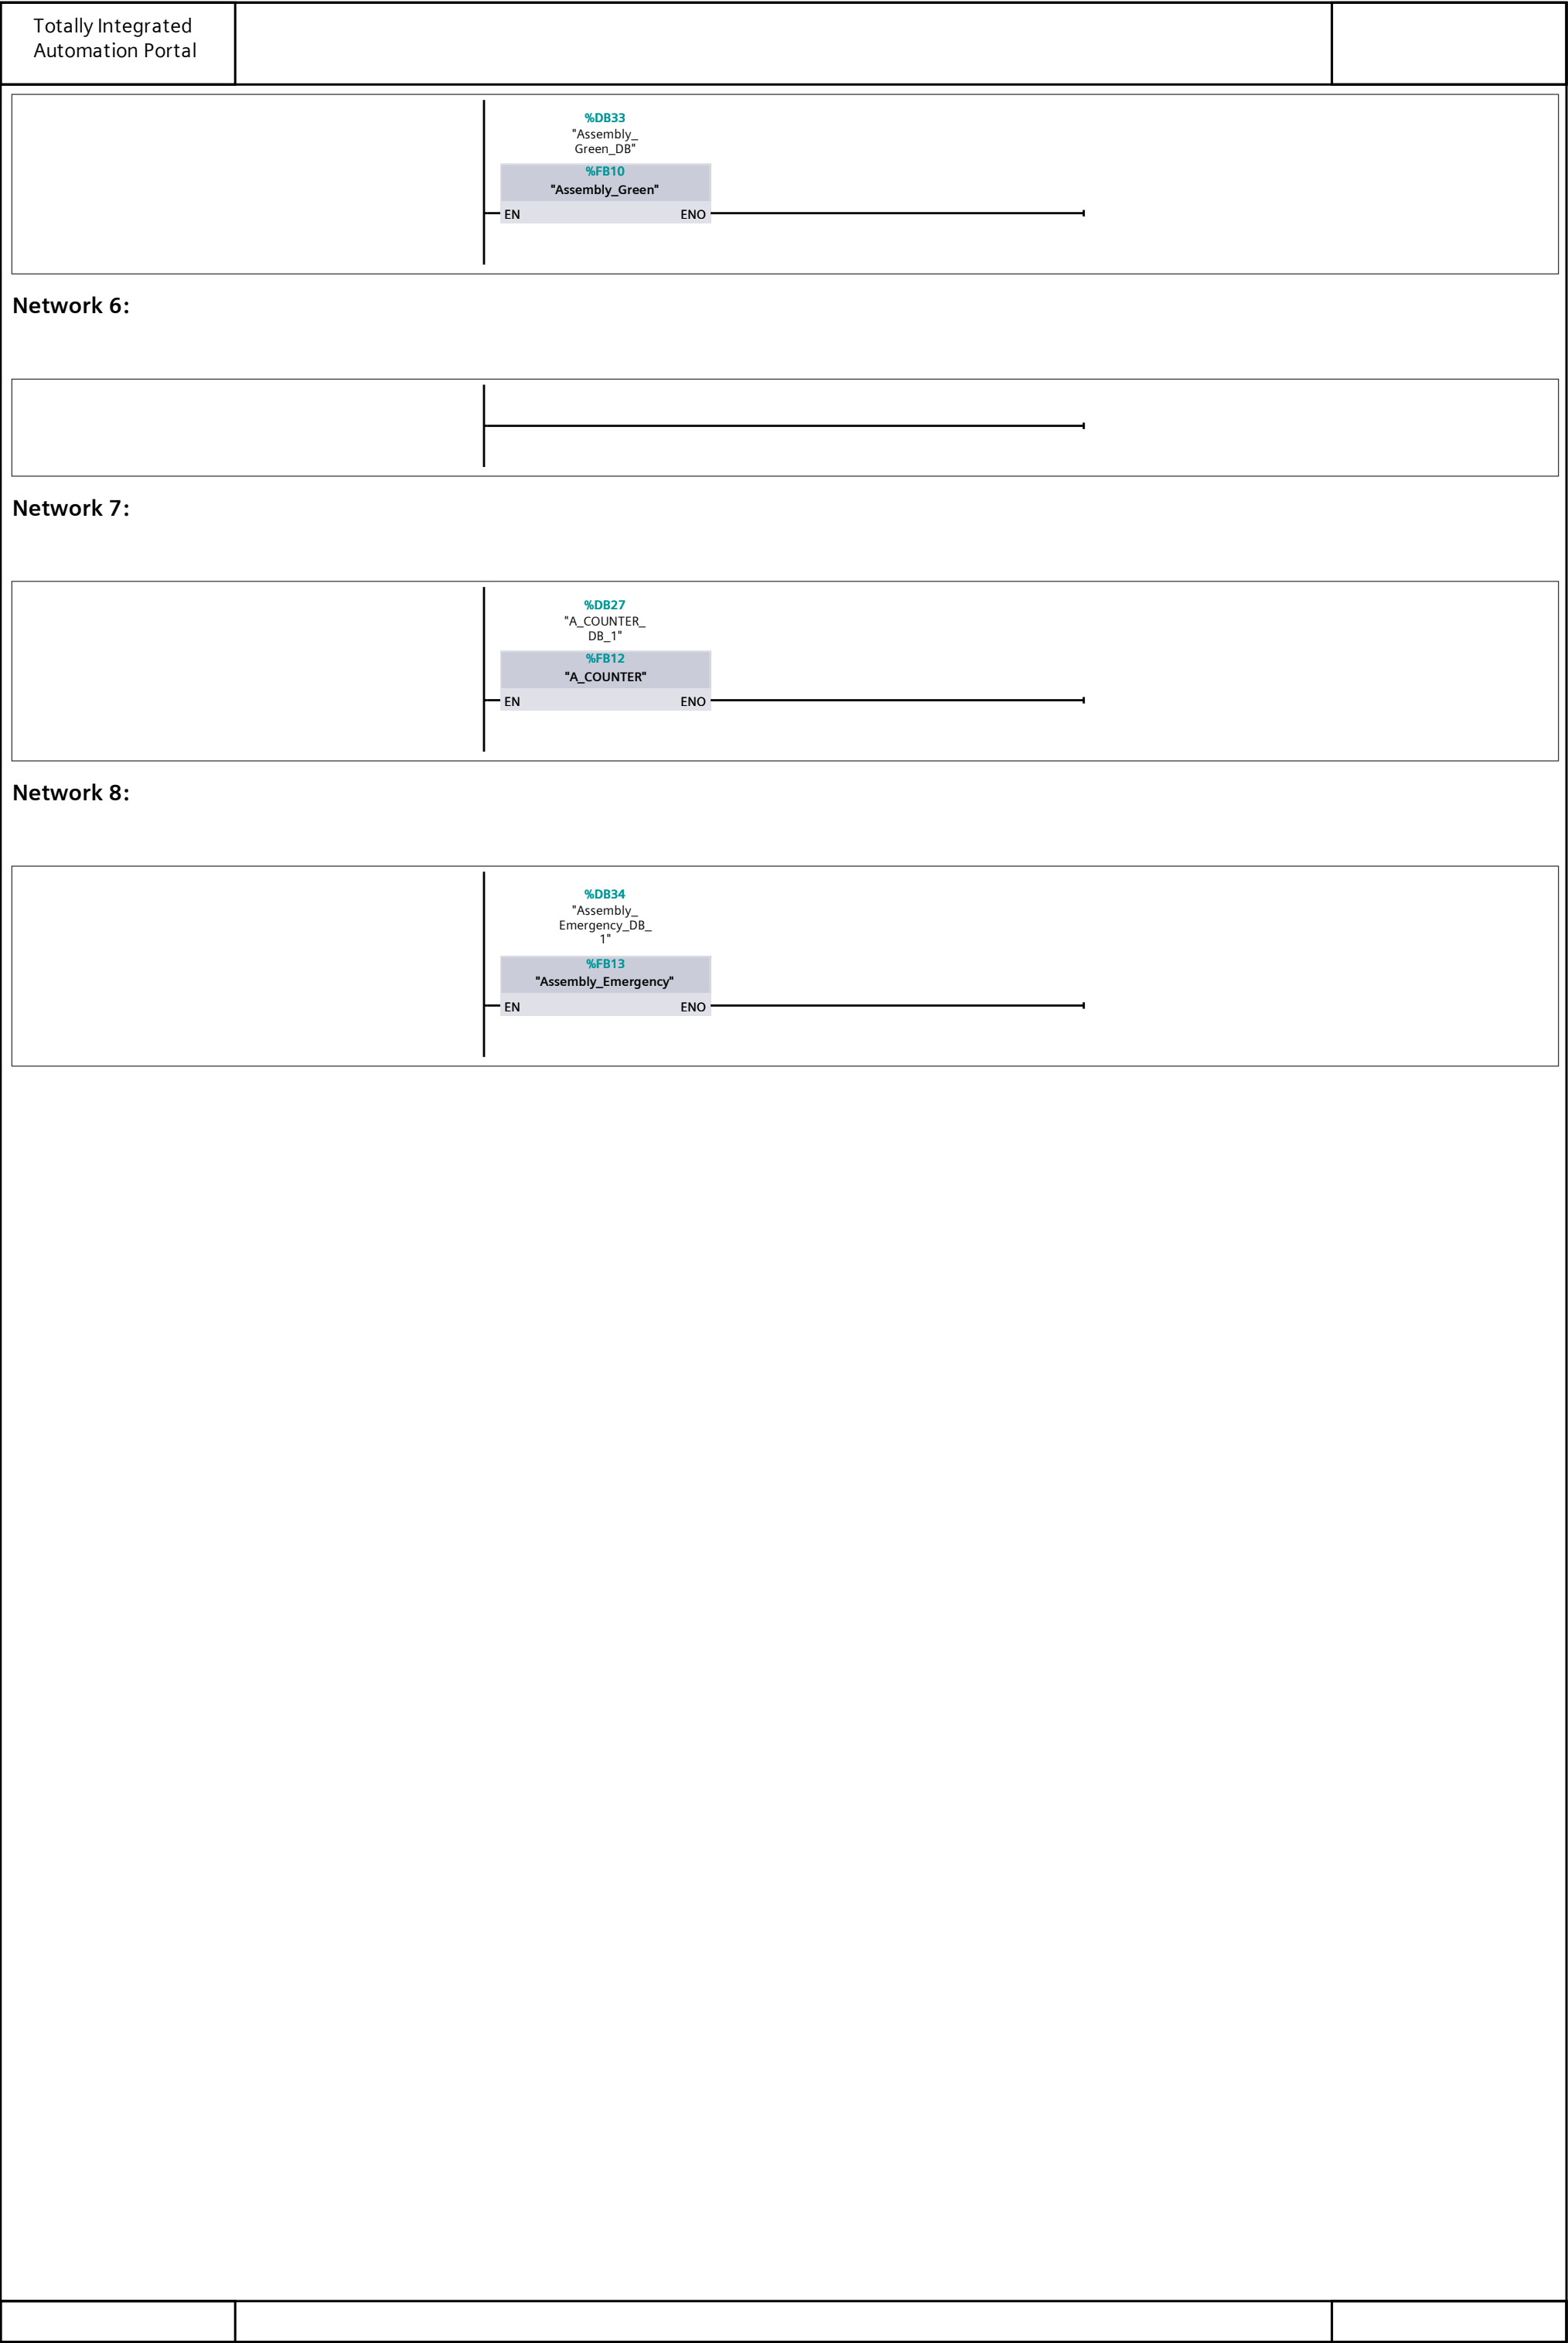 Totally Integrated
Automation Portal
%DB33
"Assembly_
Green_DB"
%FB10
"Assembly_Green"
EN ENO
Network 6:
Network 7:
%DB27
"A_COUNTER_
DB_1"
%FB12
"A_COUNTER"
EN ENO
Network 8:
%DB34
"Assembly_
Emergency_DB_
1"
%FB13
"Assembly_Emergency"
EN ENO